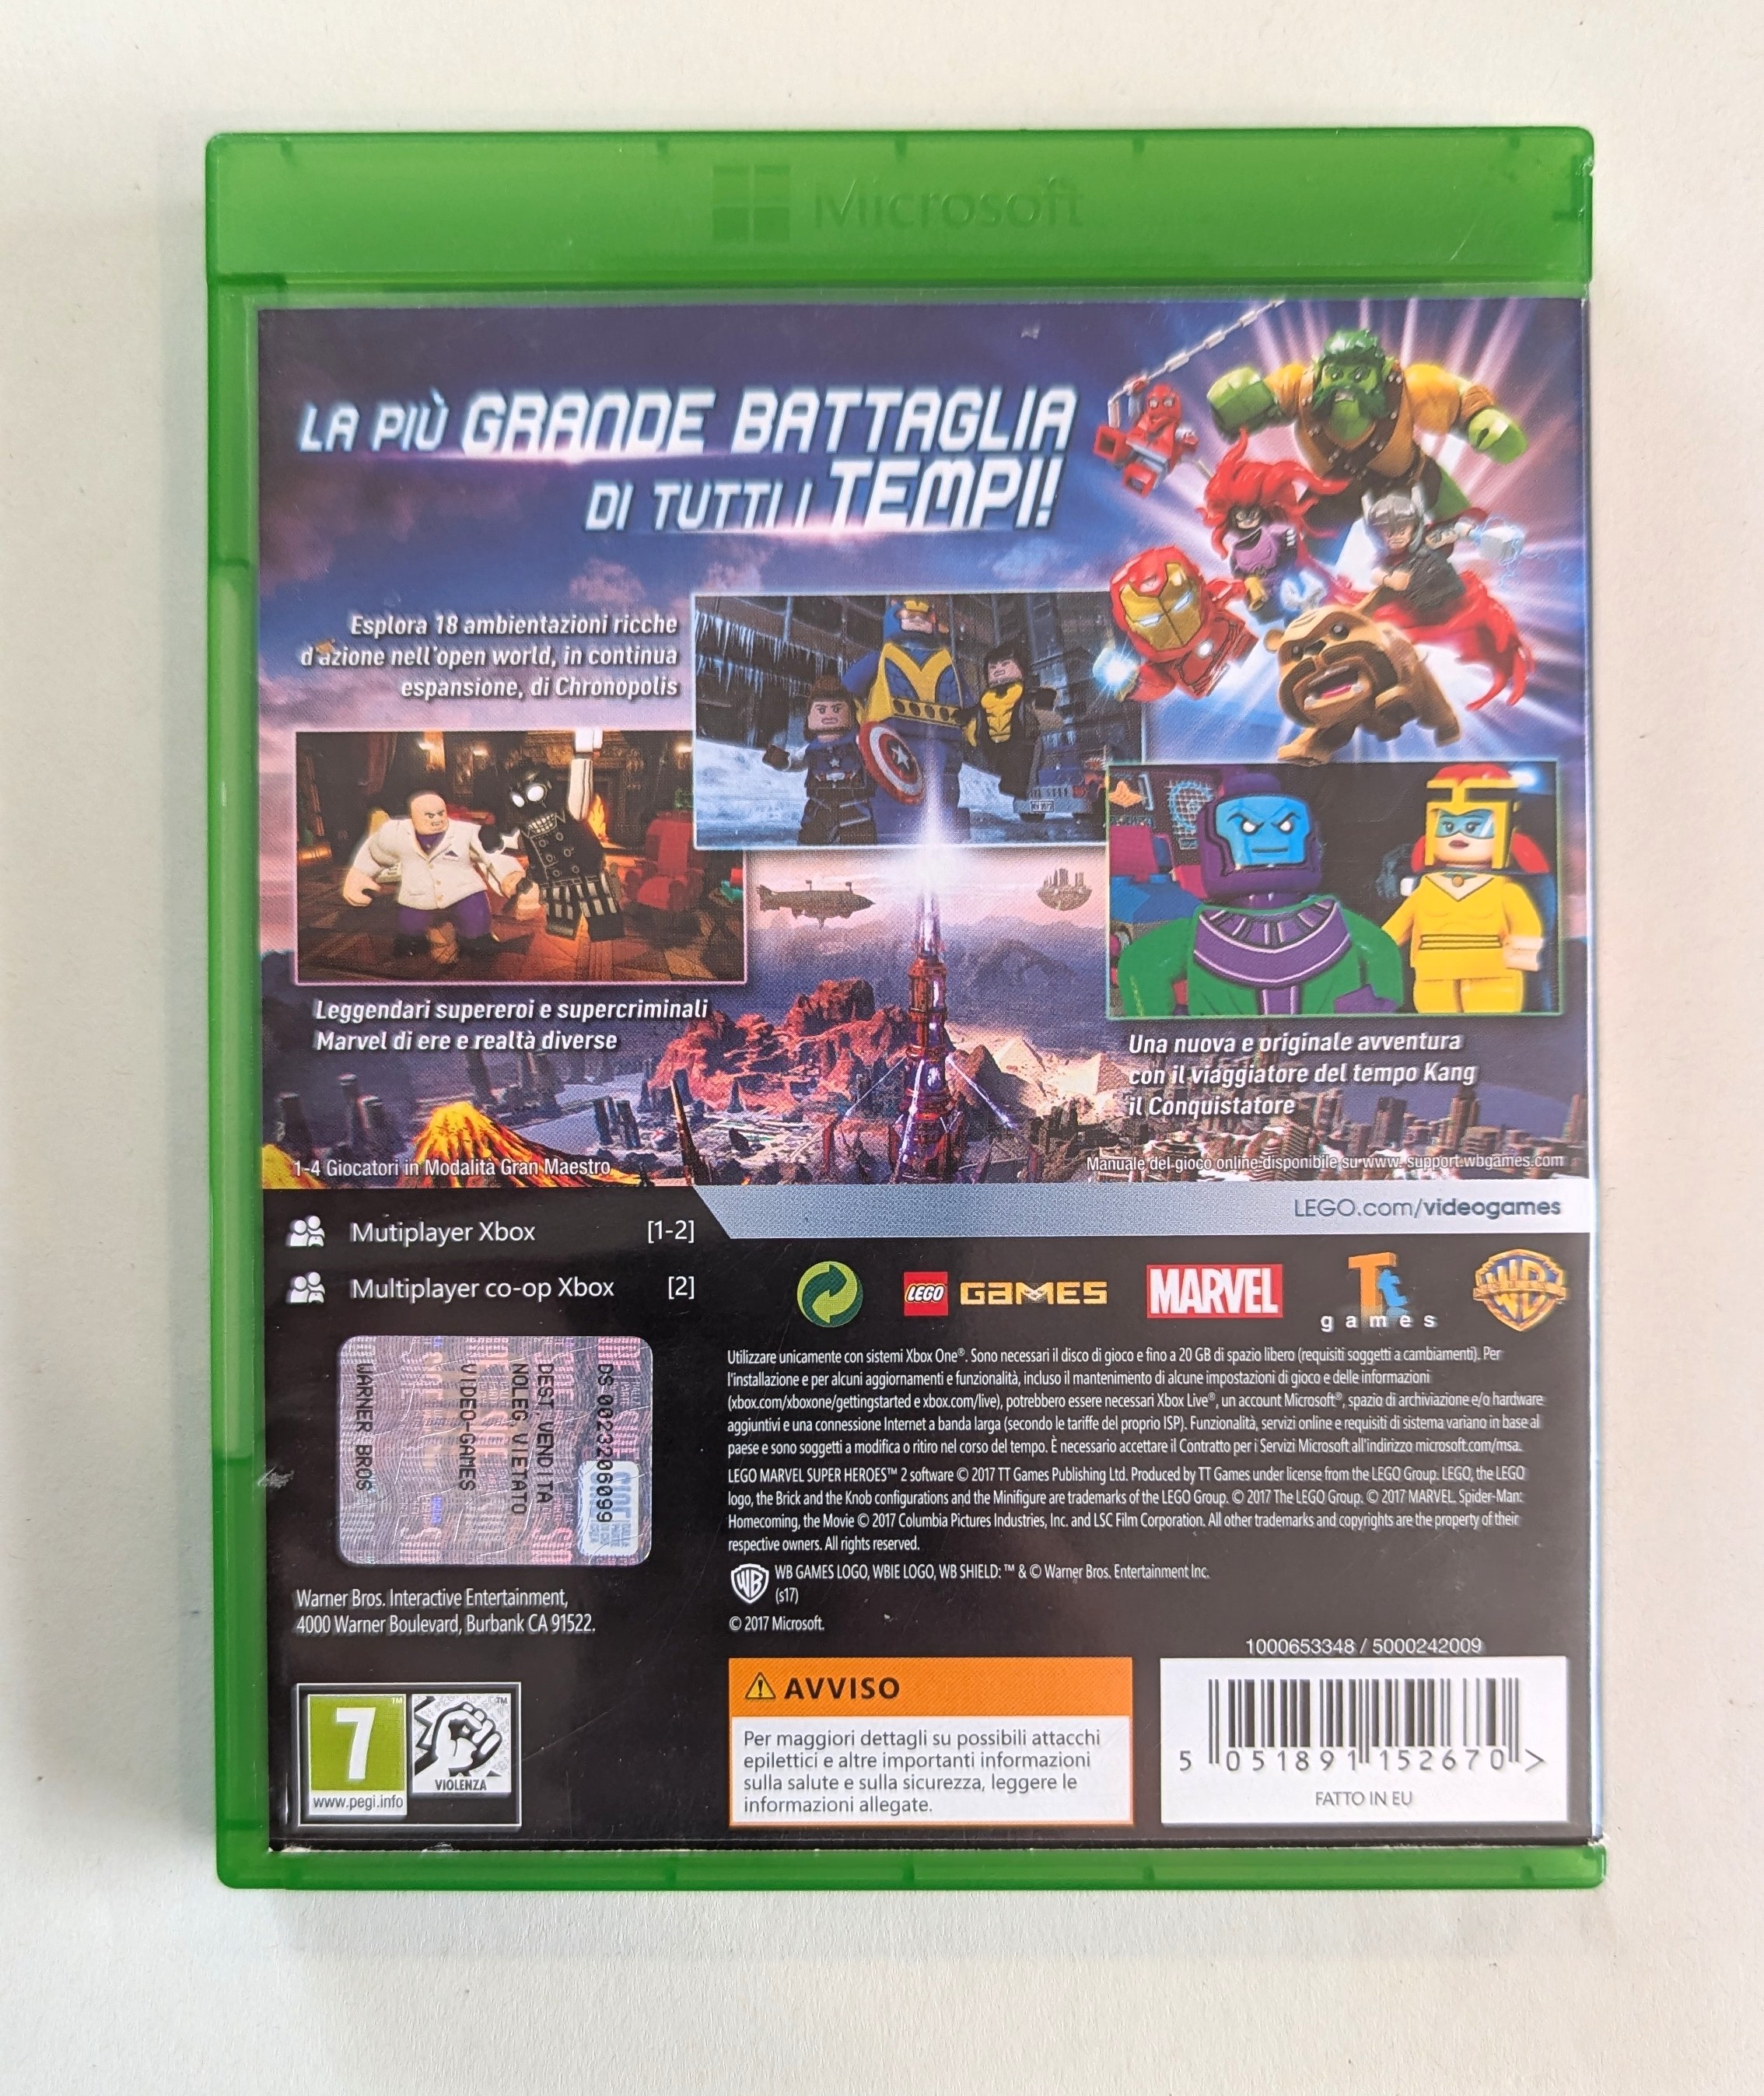 Microsoft
LA PIÙ GRANDE BATTAGLIA
DI TUTTI I TEMPI!
Esplora 18 ambientazioni ricche
d'azione nell'open world, in continua
espansione, di Chronopolis
Leggendari supereroi e supercriminali
Marvel di ere e realtà diverse
Una nuova e originale avventura
con il viaggiatore del tempo Kang
il Conquistatore
1-4 Giocatori in Modalità Gran Maestro
Manuale del gioco online disponibile su www. support.wbgames.com
LEGO.com/videogames
Mutiplayer Xbox [1-2]
Multiplayer co-op Xbox [2]
LEGO GAMES MARVEL Tt games WB
DS 0023206099
DEST.VENDITA
NOLEG.VIETATO
VIDEO-GAMES
WARNER BROS
Warner Bros. Interactive Entertainment,
4000 Warner Boulevard, Burbank CA 91522.
Utilizzare unicamente con sistemi Xbox One®. Sono necessari il disco di gioco e fino a 20 GB di spazio libero (requisiti soggetti a cambiamenti). Per
l'installazione e per alcuni aggiornamenti e funzionalità, incluso il mantenimento di alcune impostazioni di gioco e delle informazioni
(xbox.com/xboxone/gettingstarted e xbox.com/live), potrebbero essere necessari Xbox Live®, un account Microsoft®, spazio di archiviazione e/o hardware
aggiuntivi e una connessione Internet a banda larga (secondo le tariffe del proprio ISP). Funzionalità, servizi online e requisiti di sistema variano in base al
paese e sono soggetti a modifica o ritiro nel corso del tempo. È necessario accettare il Contratto per i Servizi Microsoft all'indirizzo microsoft.com/msa.
LEGO MARVEL SUPER HEROES™ 2 software © 2017 TT Games Publishing Ltd. Produced by TT Games under license from the LEGO Group. LEGO, the LEGO
logo, the Brick and the Knob configurations and the Minifigure are trademarks of the LEGO Group. © 2017 The LEGO Group. © 2017 MARVEL. Spider-Man:
Homecoming, the Movie © 2017 Columbia Pictures Industries, Inc. and LSC Film Corporation. All other trademarks and copyrights are the property of their
respective owners. All rights reserved.
WB WB GAMES LOGO, WBIE LOGO, WB SHIELD: ™ & © Warner Bros. Entertainment Inc.
(s17)
© 2017 Microsoft.
1000653348 / 5000242009
7 ™
www.pegi.info
™
VIOLENZA
AVVISO
Per maggiori dettagli su possibili attacchi
epilettici e altre importanti informazioni
sulla salute e sulla sicurezza, leggere le
informazioni allegate.
5 051891 152670 >
FATTO IN EU